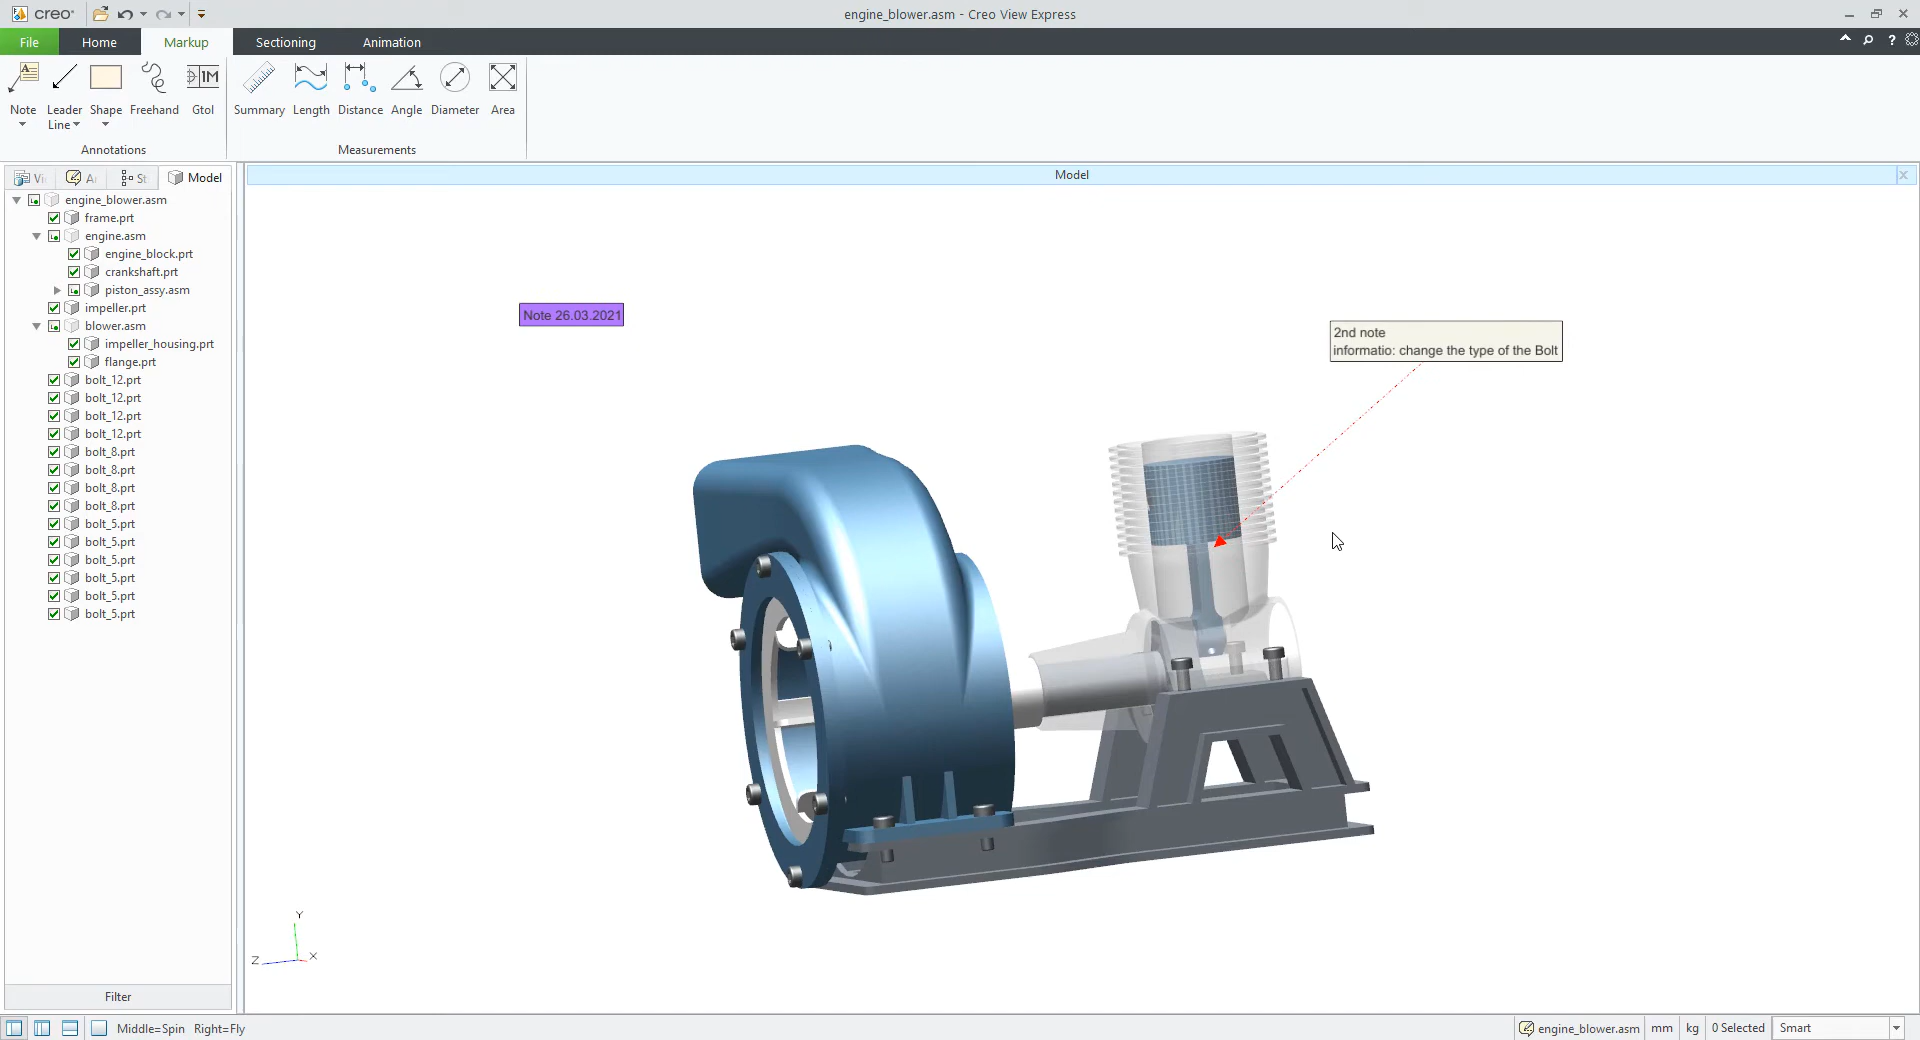 creo
engine_blower.asm - Creo View Express
File
Home
Markup
Sectioning
Animation
?
1M
Note
Leader
Line
Shape
Freehand
Gtol
Summary
Length
Distance
Angle
Diameter
Area
Annotations
Measurements
Vi
A
St
Model
Model
engine_blower.asm
frame.prt
engine.asm
engine_block.prt
crankshaft.prt
piston_assy.asm
impeller.prt
blower.asm
impeller_housing.prt
flange.prt
bolt_12.prt
bolt_12.prt
bolt_12.prt
bolt_12.prt
bolt_8.prt
bolt_8.prt
bolt_8.prt
bolt_8.prt
bolt_5.prt
bolt_5.prt
bolt_5.prt
bolt_5.prt
bolt_5.prt
bolt_5.prt
Filter
Note 26.03.2021
2nd note
informatio: change the type of the Bolt
Y
Z
X
Middle=Spin Right=Fly
engine_blower.asm
mm
kg
0 Selected
Smart